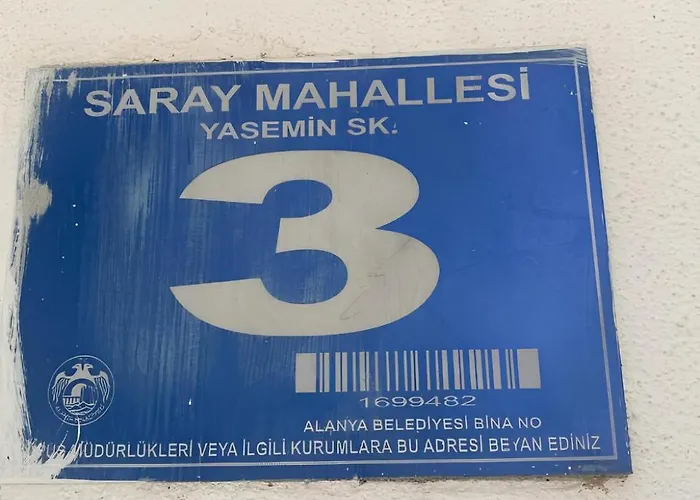 SARAY MAHALLESİ
YASEMİN SK.
3
1699482
ALANYA BELEDİYESİ BİNA NO
MÜDÜRLÜKLERİ VEYA İLGİLİ KURUMLARA BU ADRESİ BEYAN EDİNİZ